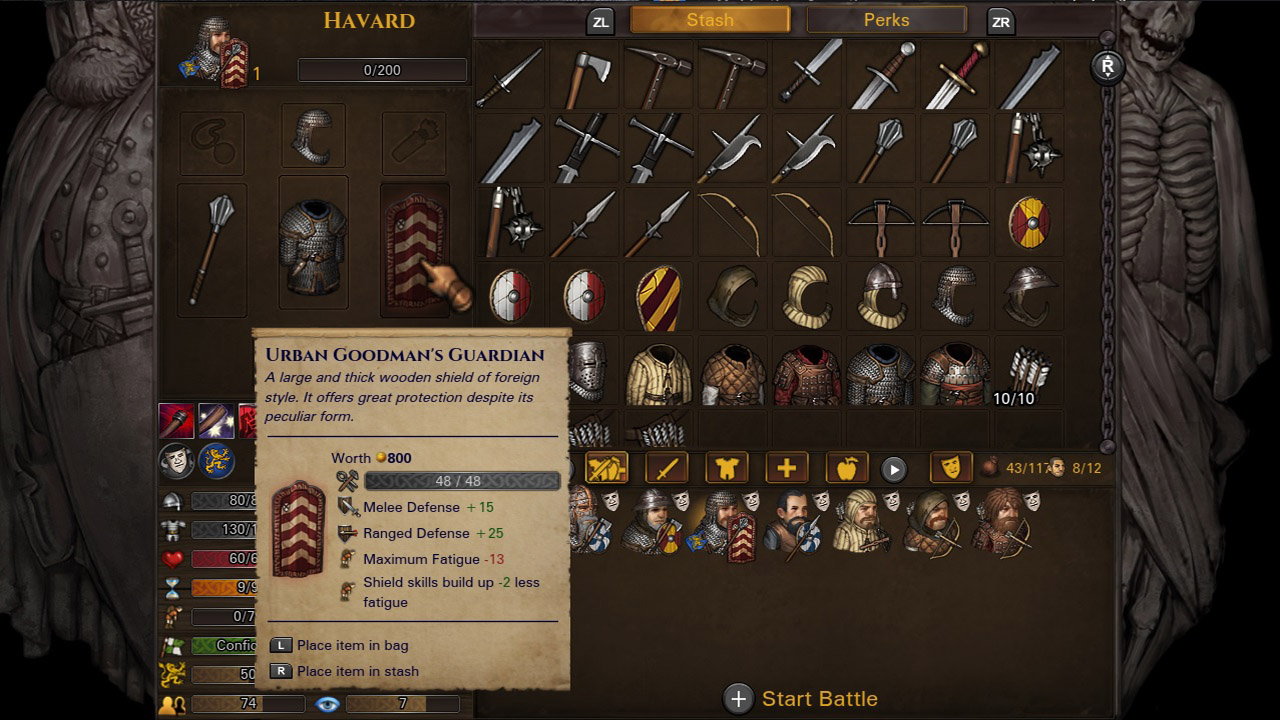 HAVARD
ZL
Stash
Perks
ZR
R
1
0/200
10/10
URBAN GOODMAN'S GUARDIAN
A large and thick wooden shield of foreign
style. It offers great protection despite its
peculiar form.
Worth 800
48 / 48
Melee Defense +15
Ranged Defense +25
Maximum Fatigue -13
Shield skills build up -2 less
fatigue
L Place item in bag
R Place item in stash
43/117
8/12
80/8
130/1
60/6
9/9
0/7
Confid
50
74
7
+ Start Battle